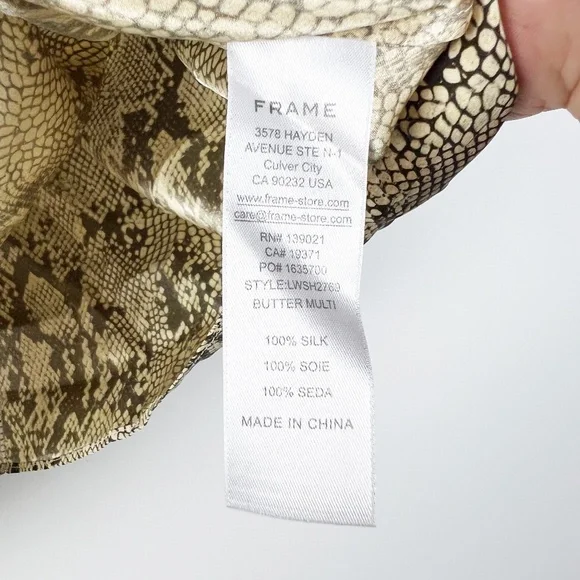 FRAME
3578 HAYDEN
AVENUE STE N-1
Culver City
CA 90232 USA
www.frame-store.com
care@frame-store.com
RN# 139021
CA# 19371
PO# 1635700
STYLE:LWSH2769
BUTTER MULTI
100% SILK
100% SOIE
100% SEDA
MADE IN CHINA